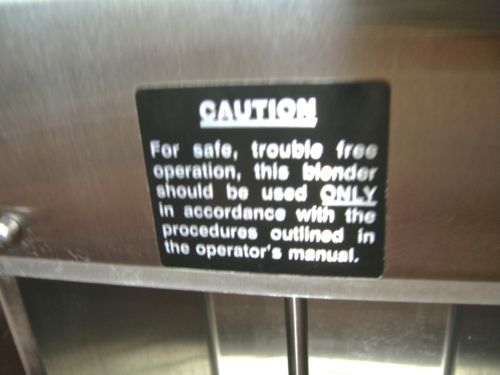 CAUTION
For safe, trouble free
operation, this blender
should be used ONLY
in accordance with the
procedures outlined in
the operator's manual.